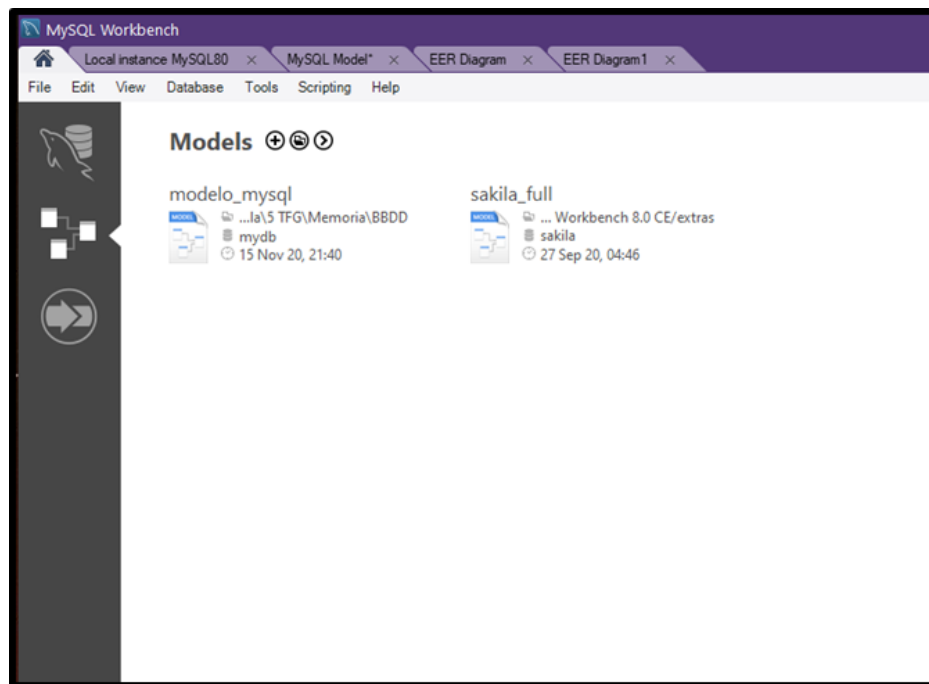 MySQL Workbench
Local instance MySQL80 MySQL Model* EER Diagram EER Diagram1
File Edit View Database Tools Scripting Help
Models
modelo_mysql
MODEL ...la\5 TFG\Memoria\BBDD
mydb
15 Nov 20, 21:40
sakila_full
MODEL ... Workbench 8.0 CE/extras
sakila
27 Sep 20, 04:46